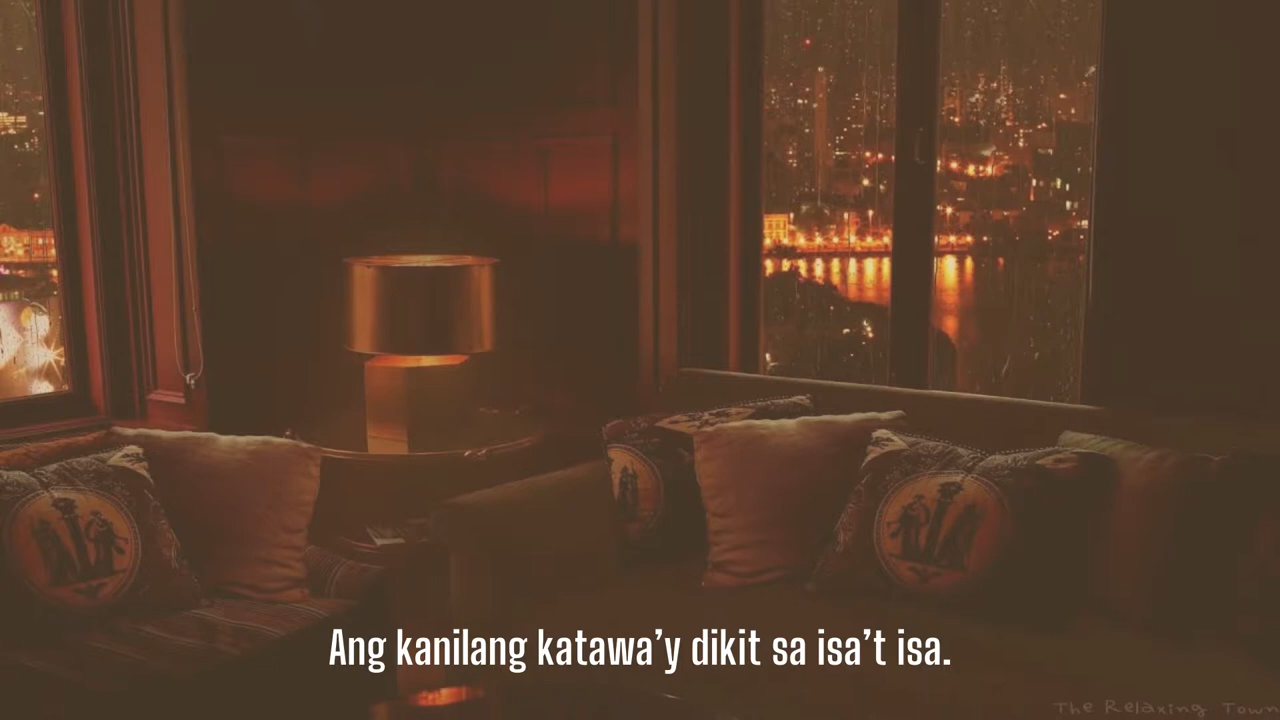 Ang kanilang katawa’y dikit sa isa’t isa.
The Relaxing Town